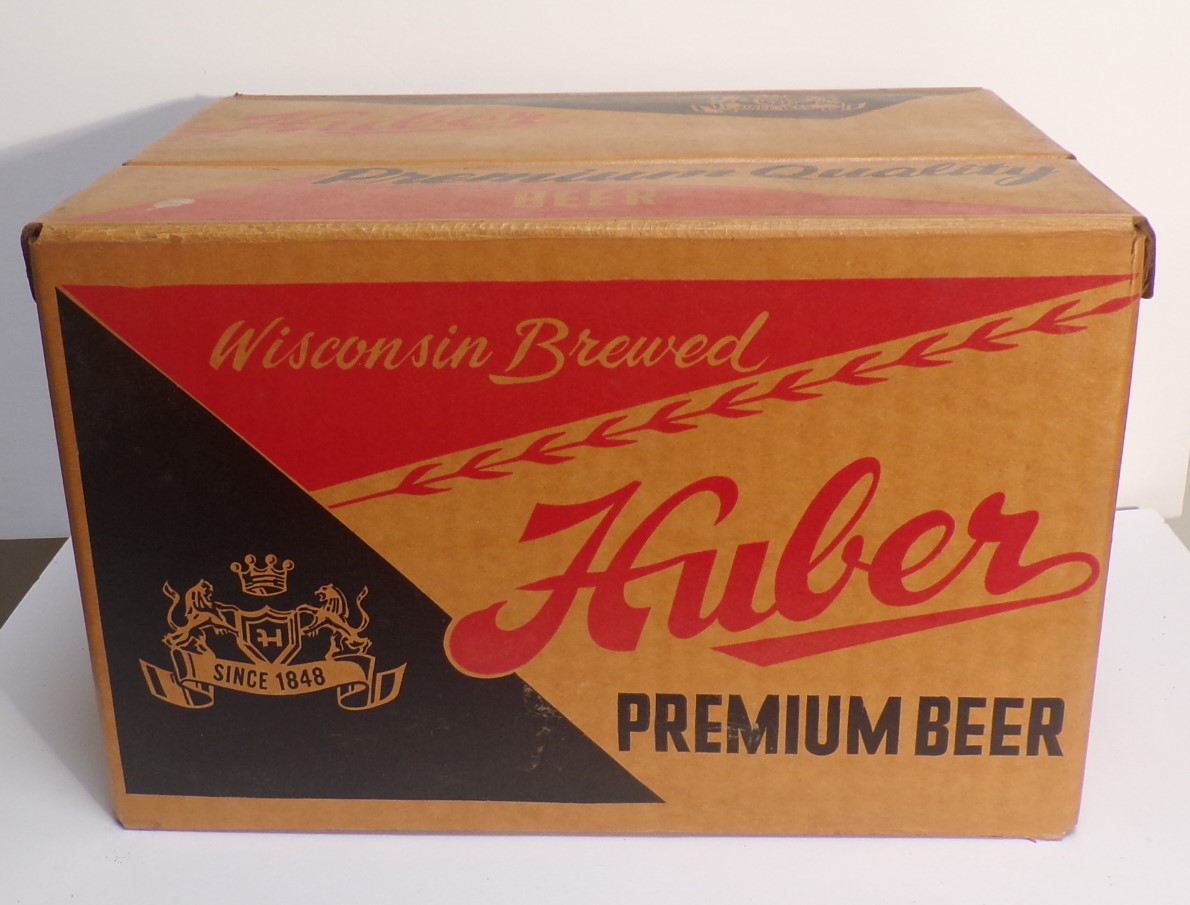 Huber
Premium Quality
BEER
Wisconsin Brewed
Huber
H
SINCE 1848
PREMIUM BEER